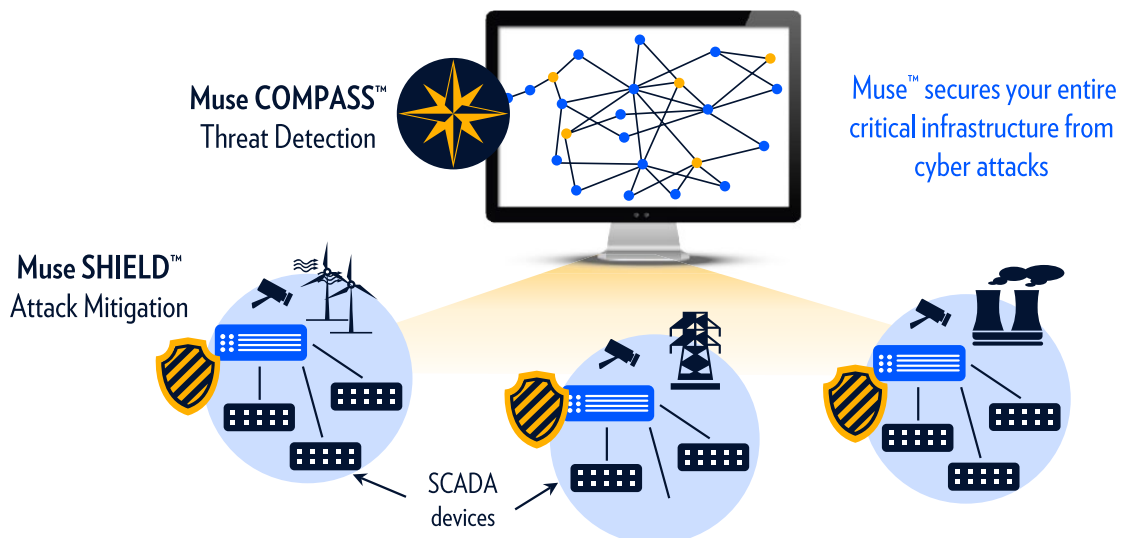 Muse COMPASS™
Threat Detection
Muse™ secures your entire
critical infrastructure from
cyber attacks
Muse SHIELD™
Attack Mitigation
SCADA
devices